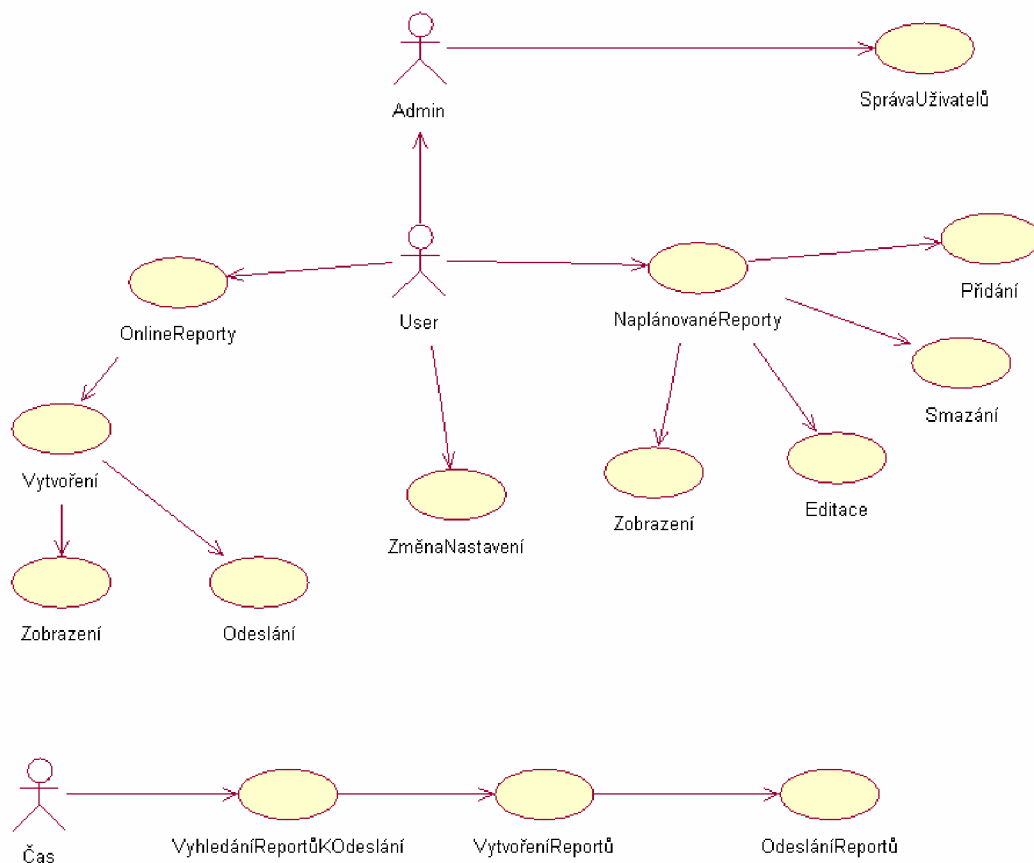 Admin
SprávaUživatelů
User
OnlineReporty
NaplánovanéReporty
Přidání
Smazání
Vytvoření
ZměnaNastavení
Zobrazení
Editace
Zobrazení
Odeslání
Čas
VyhledáníReportůKOdeslání
VytvořeníReportů
OdesláníReportů